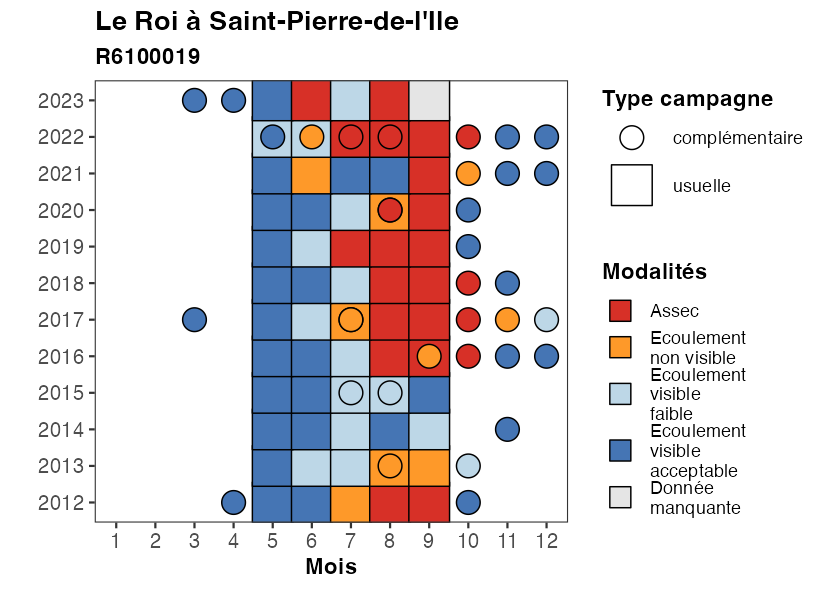 Le Roi à Saint-Pierre-de-l'Ile
R6100019
2023
2022
2021
2020
2019
2018
2017
2016
2015
2014
2013
2012
1 2 3 4 5 6 7 8 9 10 11 12
Mois
Type campagne
complémentaire
usuelle
Modalités
Assec
Ecoulement
non visible
Ecoulement
visible
faible
Ecoulement
visible
acceptable
Donnée
manquante